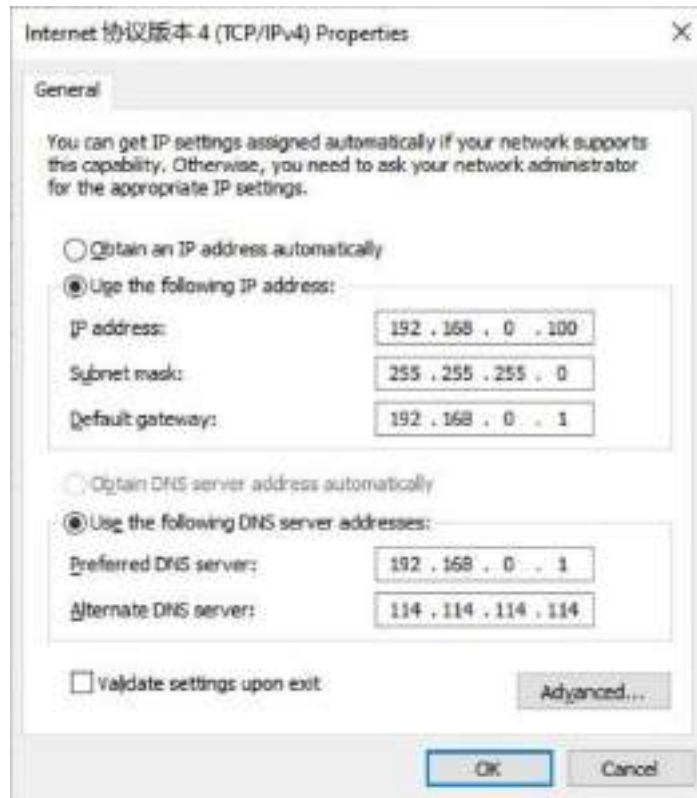 Internet 协议版本 4 (TCP/IPv4) Properties
General
You can get IP settings assigned automatically if your network supports
this capability. Otherwise, you need to ask your network administrator
for the appropriate IP settings.
Obtain an IP address automatically
Use the following IP address:
IP address: 192 . 168 . 0 . 100
Subnet mask: 255 . 255 . 255 . 0
Default gateway: 192 . 168 . 0 . 1
Obtain DNS server address automatically
Use the following DNS server addresses:
Preferred DNS server: 192 . 168 . 0 . 1
Alternate DNS server: 114 . 114 . 114 . 114
Validate settings upon exit
Advanced...
OK Cancel